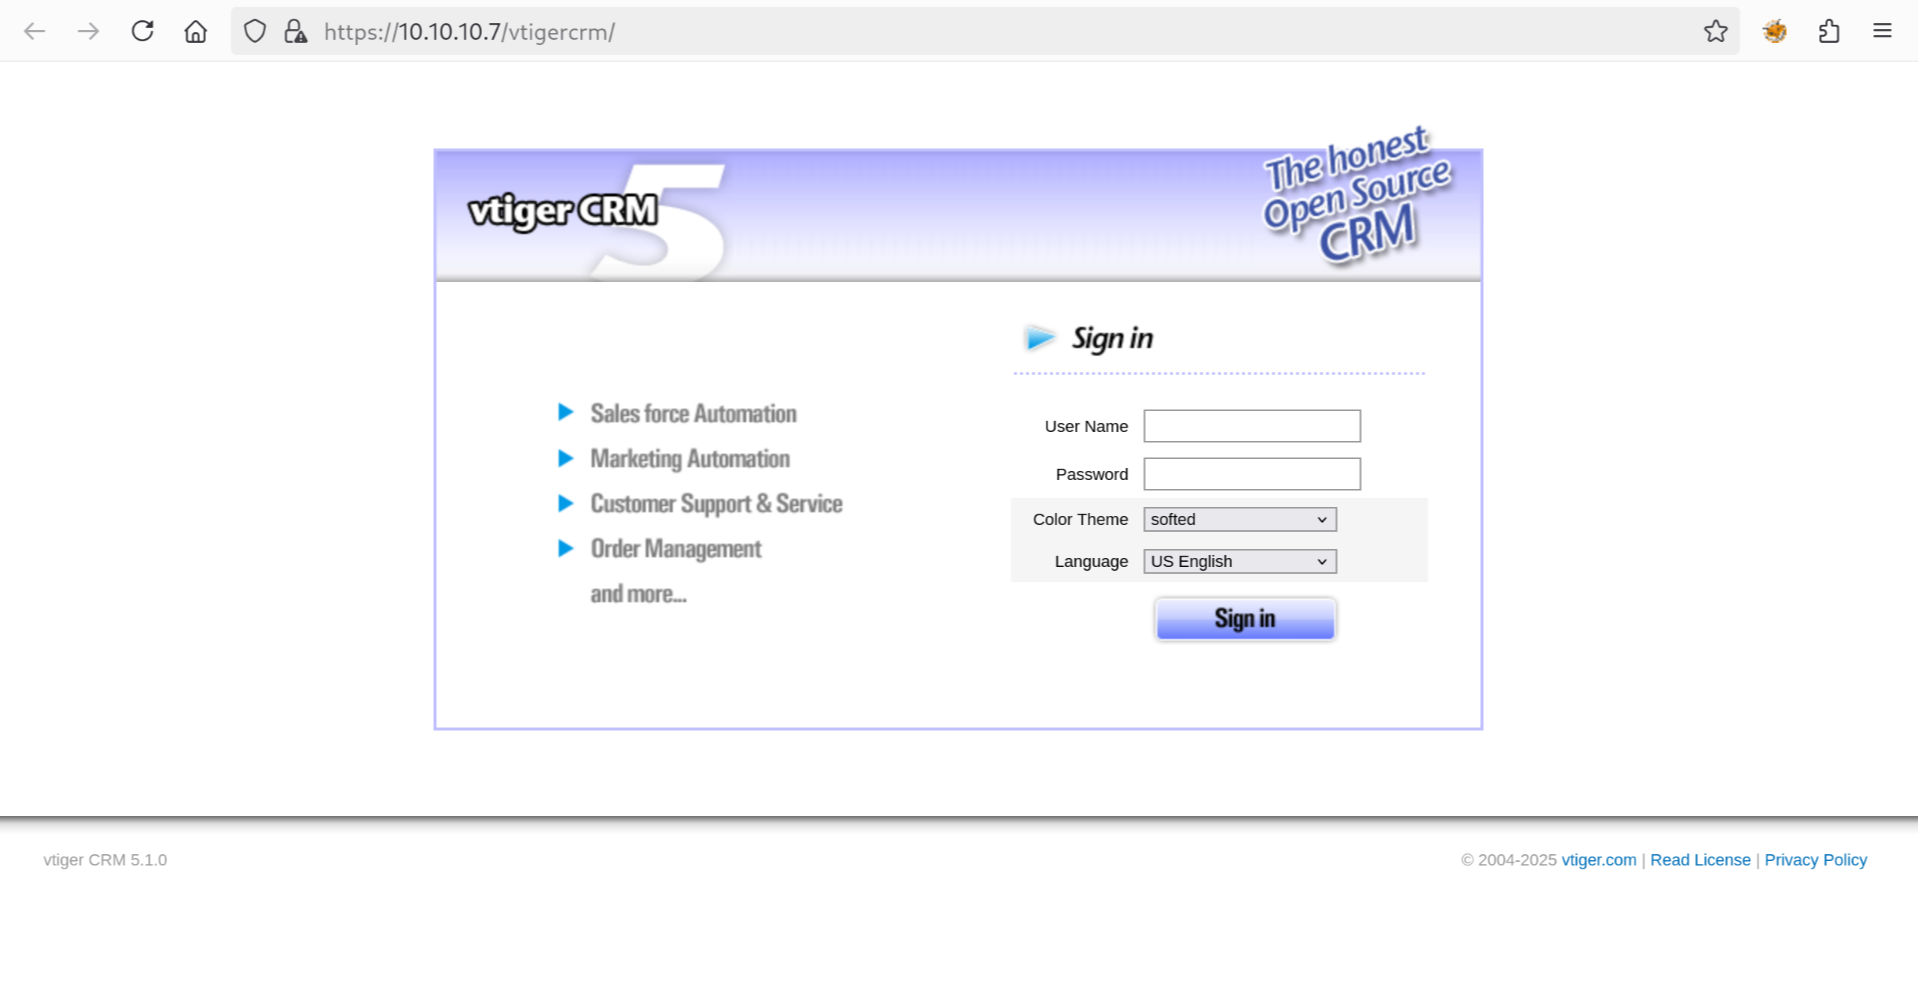 https://10.10.10.7/vtigercrm/
vtiger CRM 5
The honest
Open Source
CRM
Sign in
Sales force Automation
Marketing Automation
Customer Support & Service
Order Management
and more...
User Name
Password
Color Theme softed
Language US English
Sign in
vtiger CRM 5.1.0
© 2004-2025 vtiger.com | Read License | Privacy Policy